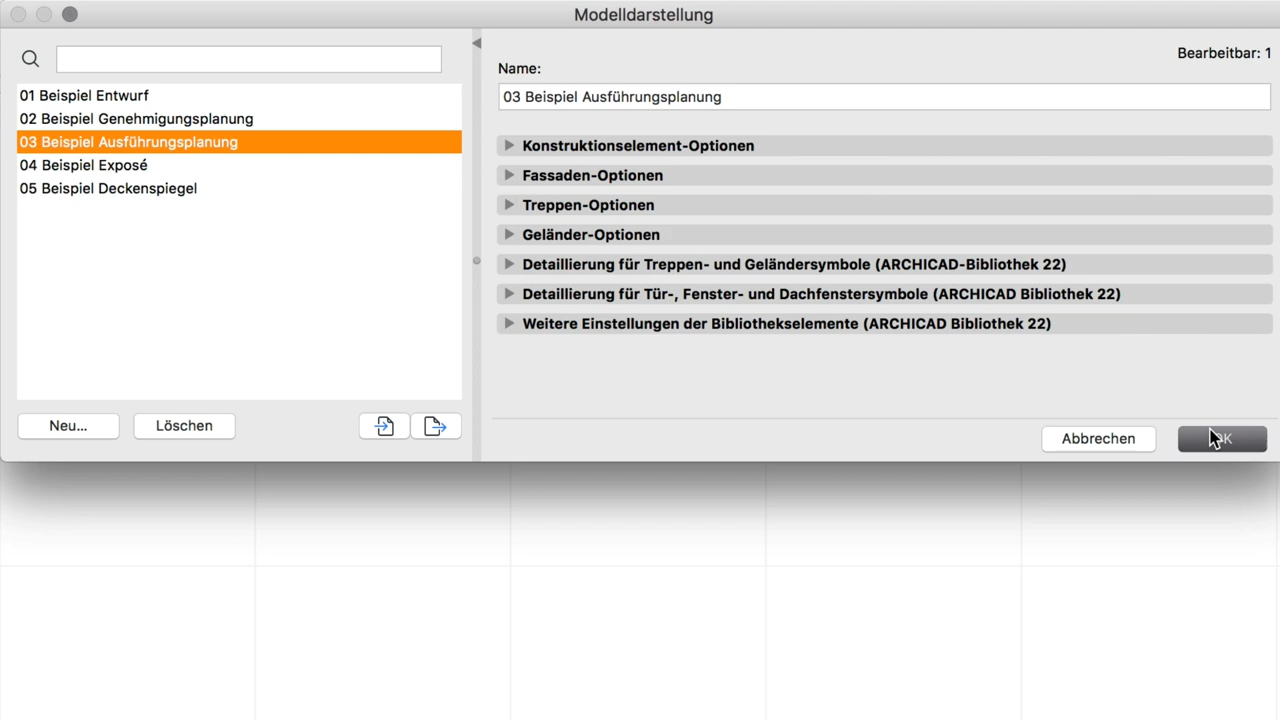 Modelldarstellung
01 Beispiel Entwurf
02 Beispiel Genehmigungsplanung
03 Beispiel Ausführungsplanung
04 Beispiel Exposé
05 Beispiel Deckenspiegel
Neu...
Löschen
Bearbeitbar: 1
Name:
03 Beispiel Ausführungsplanung
Konstruktionselement-Optionen
Fassaden-Optionen
Treppen-Optionen
Geländer-Optionen
Detaillierung für Treppen- und Geländersymbole (ARCHICAD-Bibliothek 22)
Detaillierung für Tür-, Fenster- und Dachfenstersymbole (ARCHICAD Bibliothek 22)
Weitere Einstellungen der Bibliothekselemente (ARCHICAD Bibliothek 22)
Abbrechen